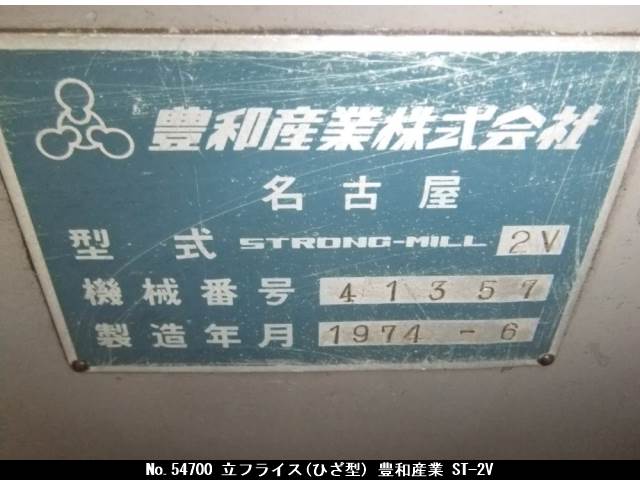 豊和産業株式会社
名古屋
型式 STRONG-MILL 2V
機械番号 41357
製造年月 1974-6
No.54700 立フライス(ひざ型) 豊和産業 ST-2V